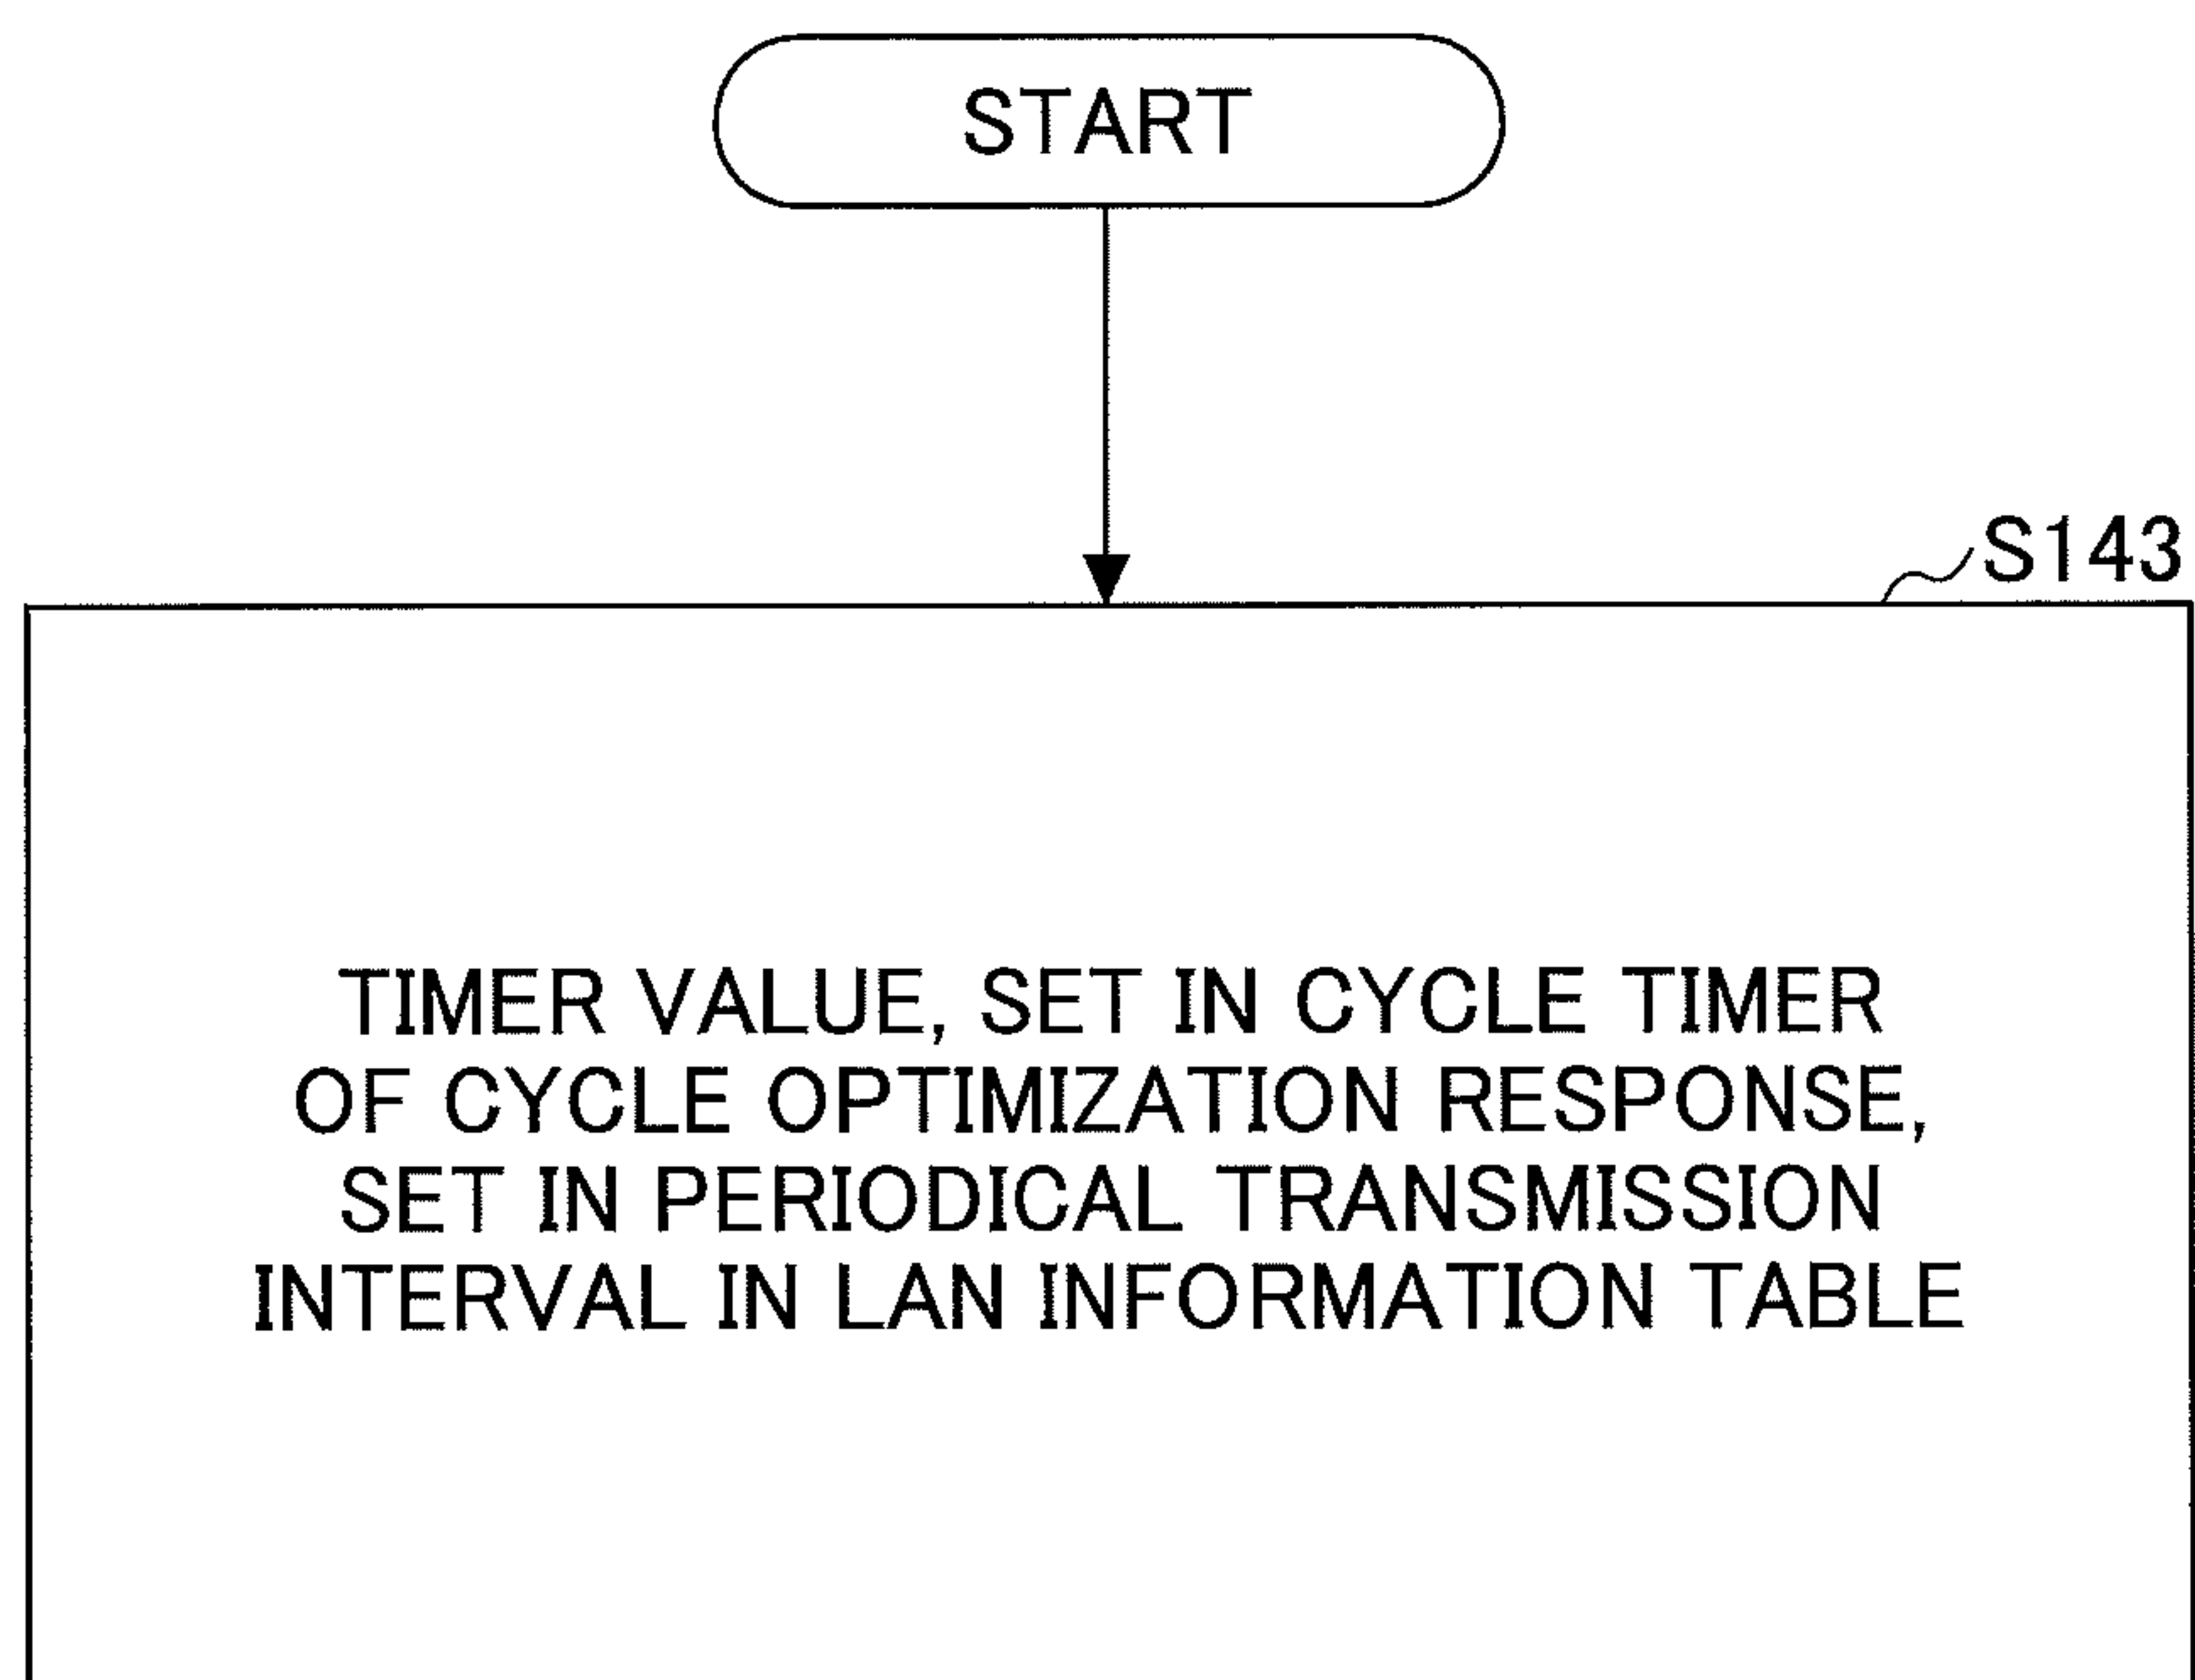 START
S143
TIMER VALUE, SET IN CYCLE TIMER
OF CYCLE OPTIMIZATION RESPONSE,
SET IN PERIODICAL TRANSMISSION
INTERVAL IN LAN INFORMATION TABLE